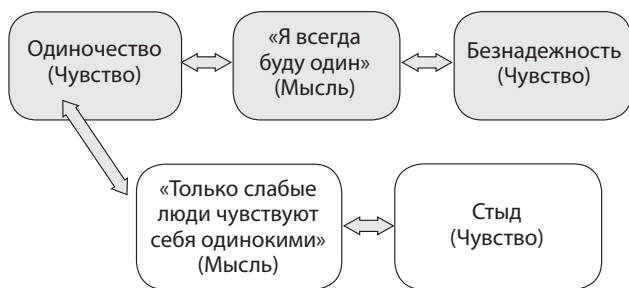 Одиночество
(Чувство)
«Я всегда
буду один»
(Мысль)
Безнадежность
(Чувство)
«Только слабые
люди чувствуют
себя одинокими»
(Мысль)
Стыд
(Чувство)